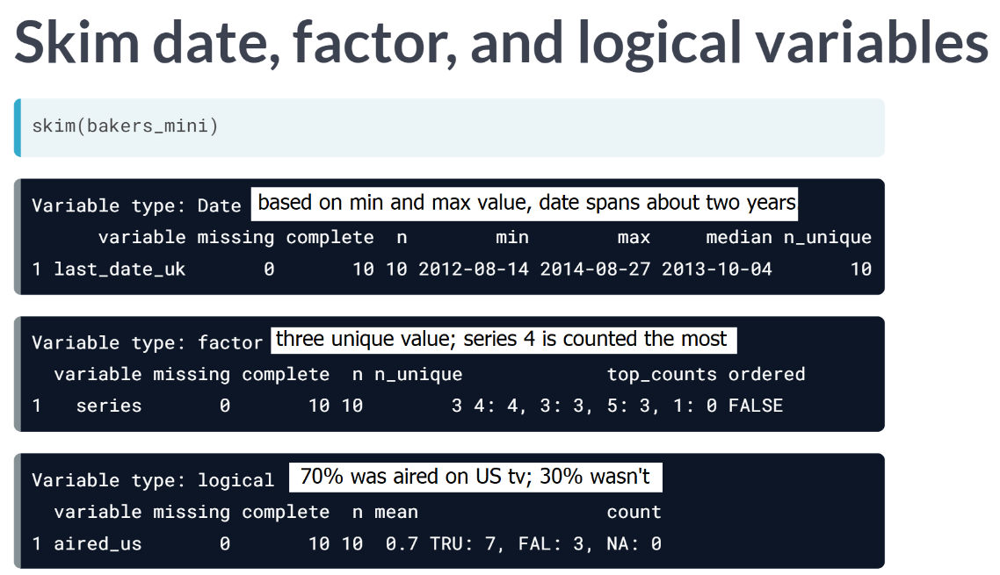 Skim date, factor, and logical variables
skim(bakers_mini)
Variable type: Date based on min and max value, date spans about two years
variable missing complete n min max median n_unique
1 last_date_uk 0 10 10 2012-08-14 2014-08-27 2013-10-04 10
Variable type: factor three unique value; series 4 is counted the most
variable missing complete n n_unique top_counts ordered
1 series 0 10 10 3 4: 4, 3: 3, 5: 3, 1: 0 FALSE
Variable type: logical 70% was aired on US tv; 30% wasn't
variable missing complete n mean count
1 aired_us 0 10 10 0.7 TRU: 7, FAL: 3, NA: 0